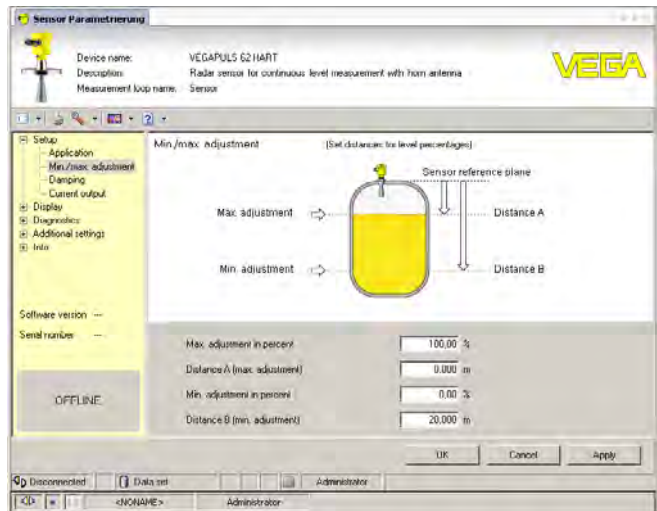 Sensor Parametrierung
Device name: VEGAPULS 62 HART
Description: Radar sensor for continuous level measurement with horn antenna
Measurement loop name: Sensor
VEGA
Setup
Application
Min./max. adjustment
Damping
Current output
Display
Diagnostics
Additional settings
Info
Software version ---
Serial number ---
OFFLINE
Min./max. adjustment (Set distances for level percentages)
Sensor reference plane
Max. adjustment Distance A
Min. adjustment Distance B
Max. adjustment in percent 100.00 %
Distance A (max. adjustment) 0.000 m
Min. adjustment in percent 0.00 %
Distance B (min. adjustment) 20.000 m
OK Cancel Apply
Disconnected Data set Administrator
<NONAME> Administrator